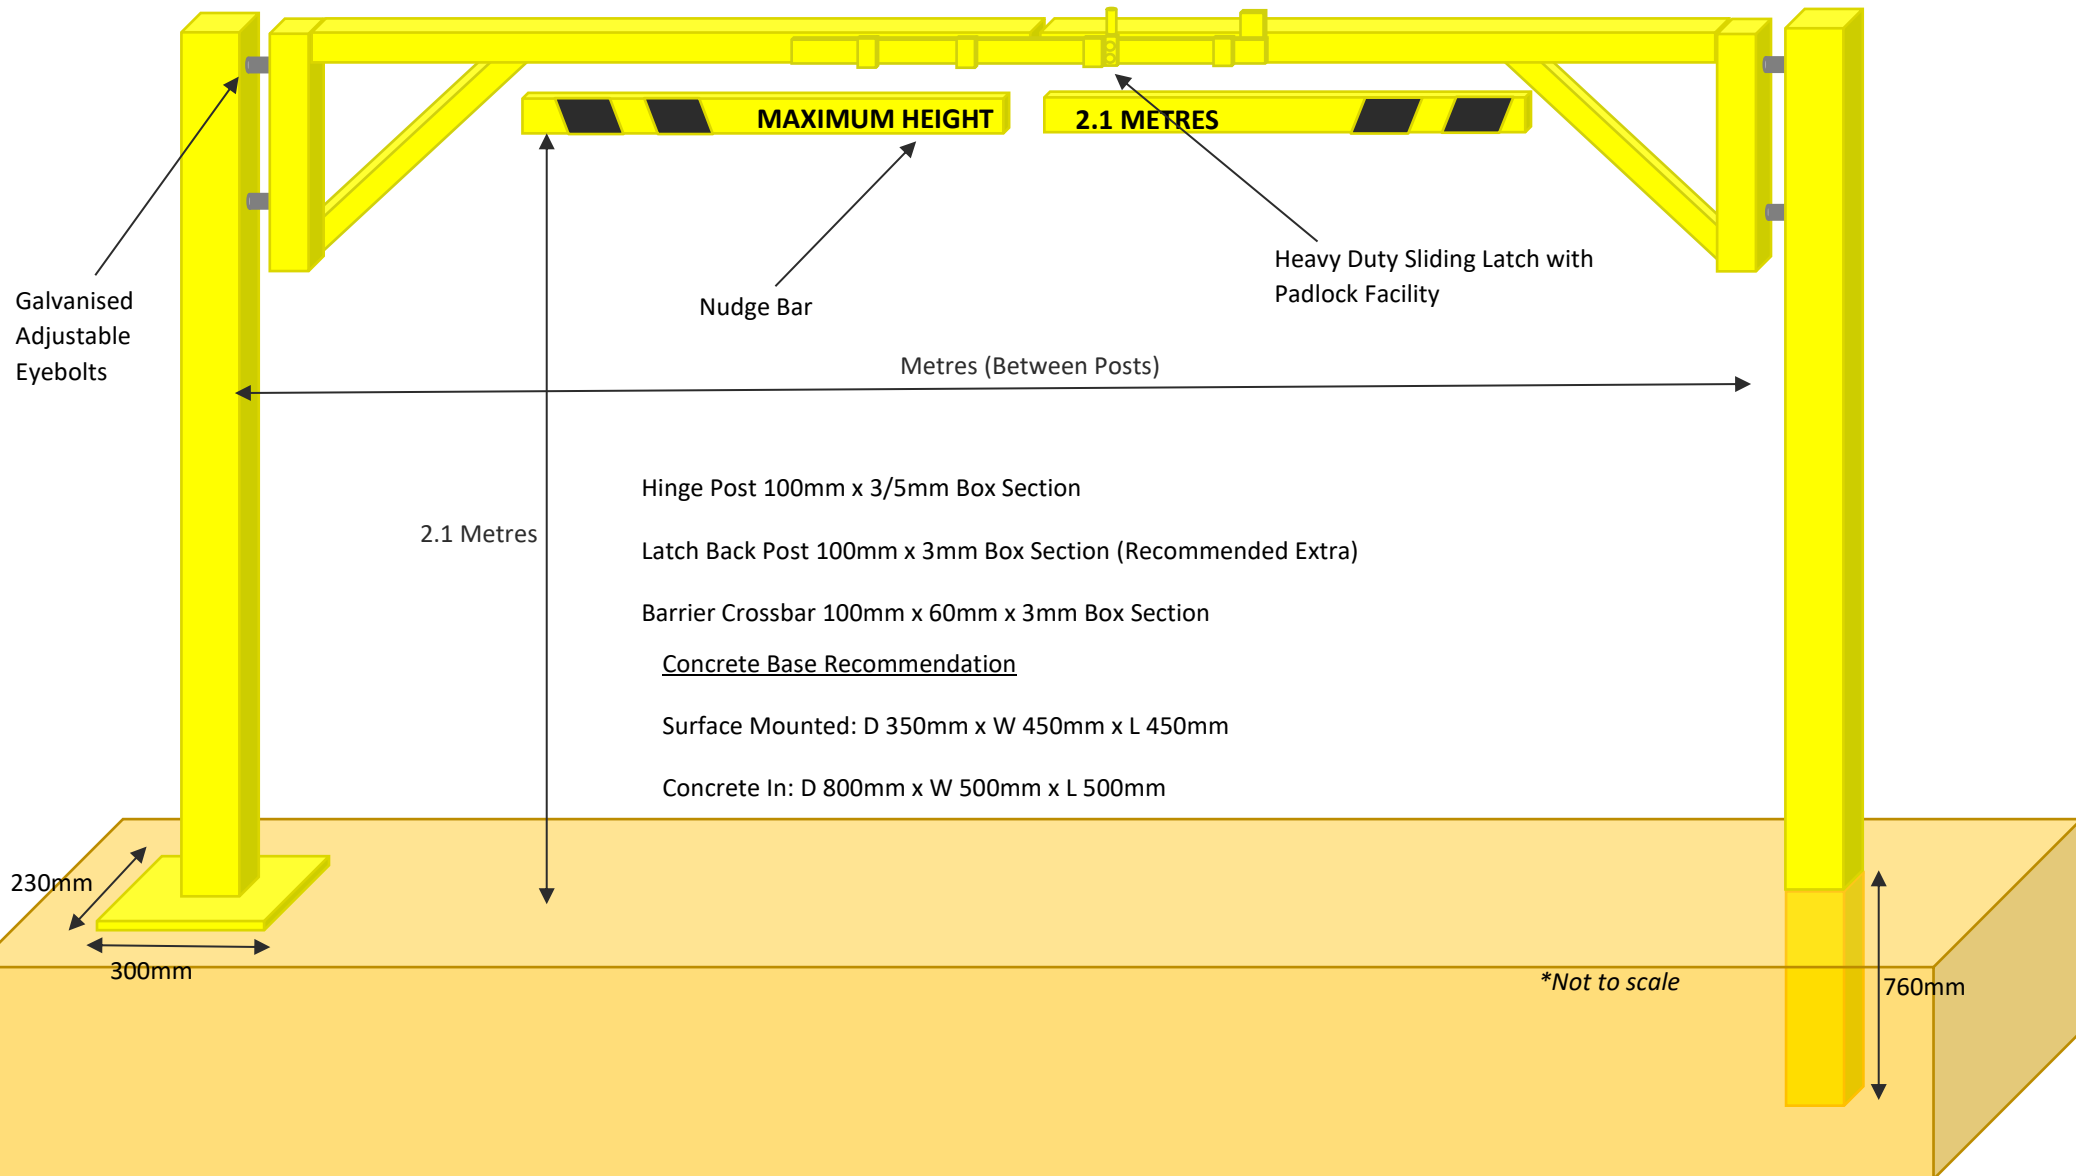 MAXIMUM HEIGHT
2.1 METRES
Galvanised
Adjustable
Eyebolts
Nudge Bar
Heavy Duty Sliding Latch with
Padlock Facility
Metres (Between Posts)
2.1 Metres
Hinge Post 100mm x 3/5mm Box Section
Latch Back Post 100mm x 3mm Box Section (Recommended Extra)
Barrier Crossbar 100mm x 60mm x 3mm Box Section
Concrete Base Recommendation
Surface Mounted: D 350mm x W 450mm x L 450mm
Concrete In: D 800mm x W 500mm x L 500mm
230mm
300mm
*Not to scale
760mm